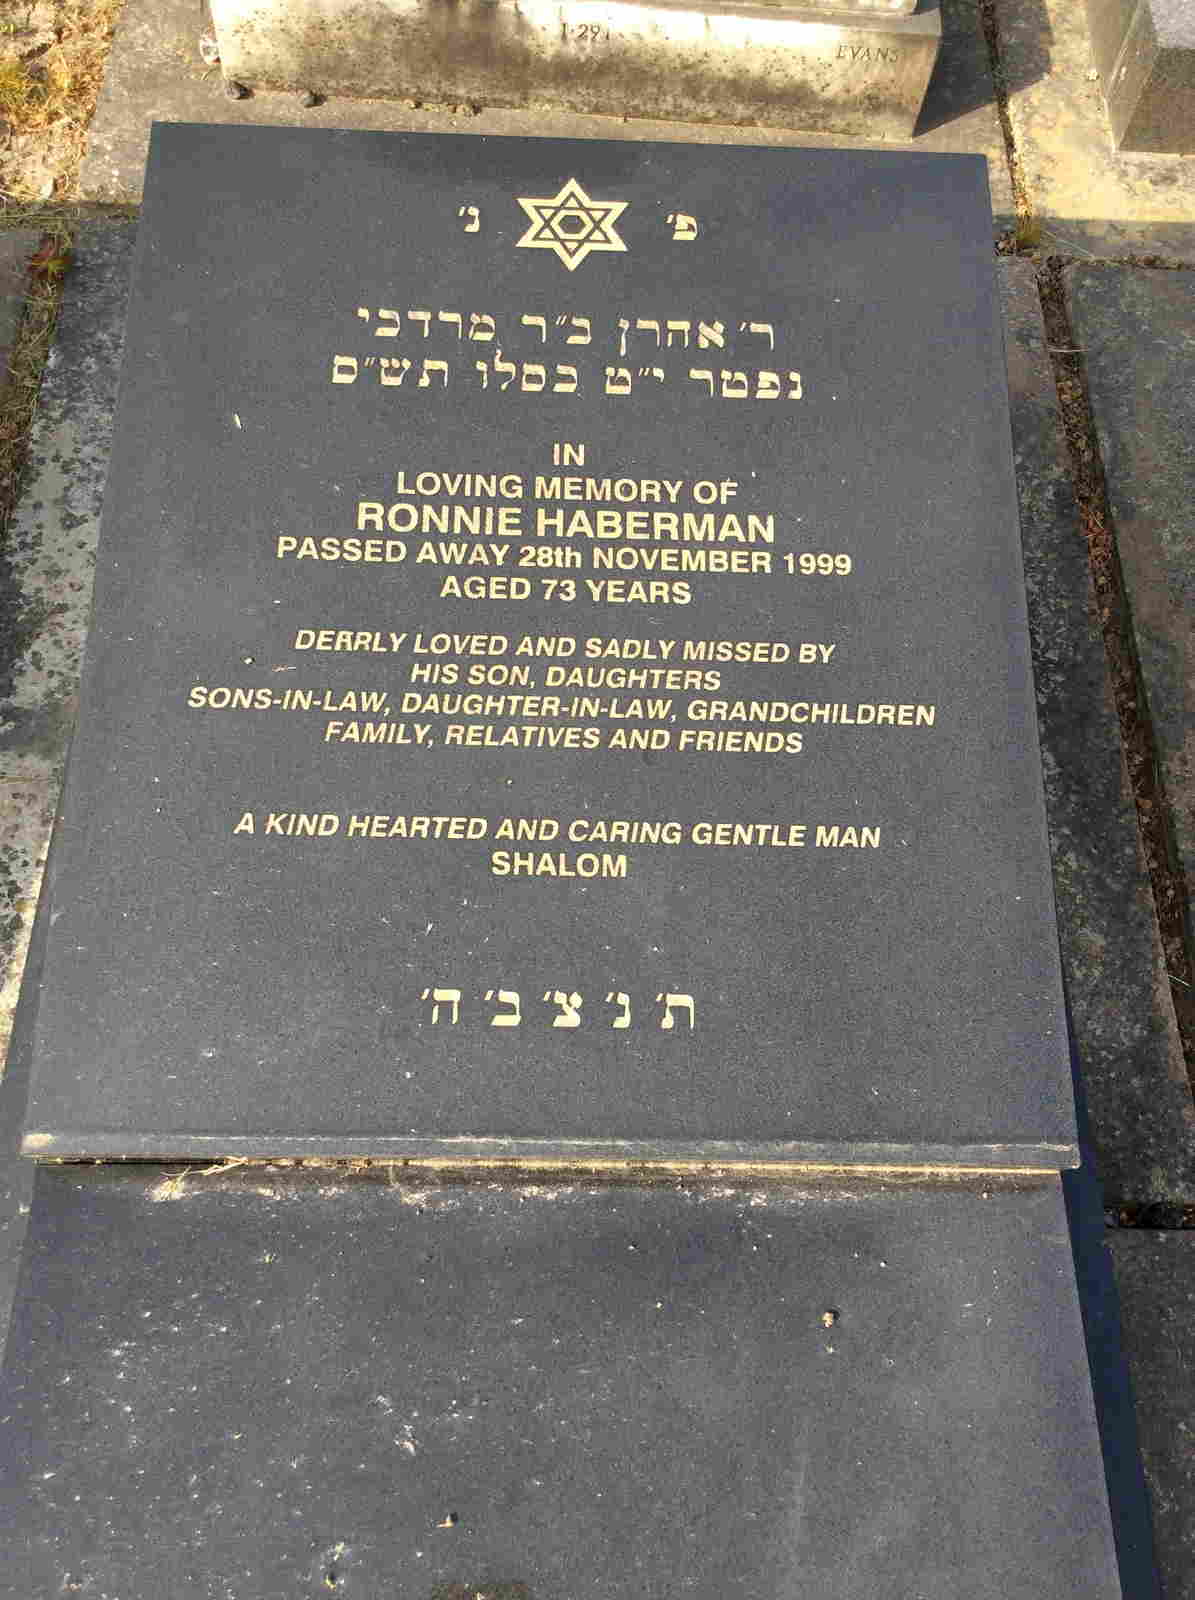 I·291
EVANS
פ׳ נ׳
ר׳ אהרן ב״ר מרדכי
נפטר י״ט כסלו תש״ס
IN
LOVING MEMORY OF
RONNIE HABERMAN
PASSED AWAY 28th NOVEMBER 1999
AGED 73 YEARS
DEARLY LOVED AND SADLY MISSED BY
HIS SON, DAUGHTERS
SONS-IN-LAW, DAUGHTER-IN-LAW, GRANDCHILDREN
FAMILY, RELATIVES AND FRIENDS
A KIND HEARTED AND CARING GENTLE MAN
SHALOM
ת׳ נ׳ צ׳ ב׳ ה׳